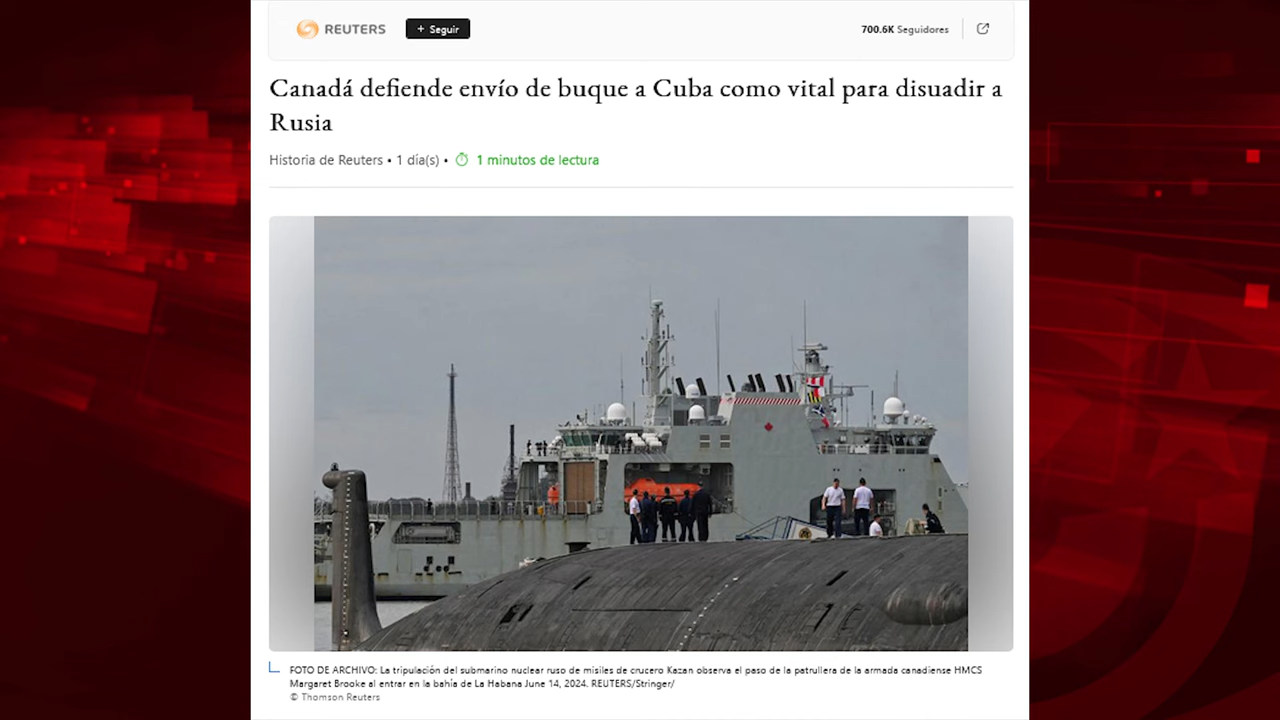 REUTERS
+ Seguir
700.6K Seguidores
Canadá defiende envío de buque a Cuba como vital para disuadir a
Rusia
Historia de Reuters • 1 día(s) • 1 minutos de lectura
FOTO DE ARCHIVO: La tripulación del submarino nuclear ruso de misiles de crucero Kazan observa el paso de la patrullera de la armada canadiense HMCS
Margaret Brooke al entrar en la bahía de La Habana June 14, 2024. REUTERS/Stringer/
© Thomson Reuters